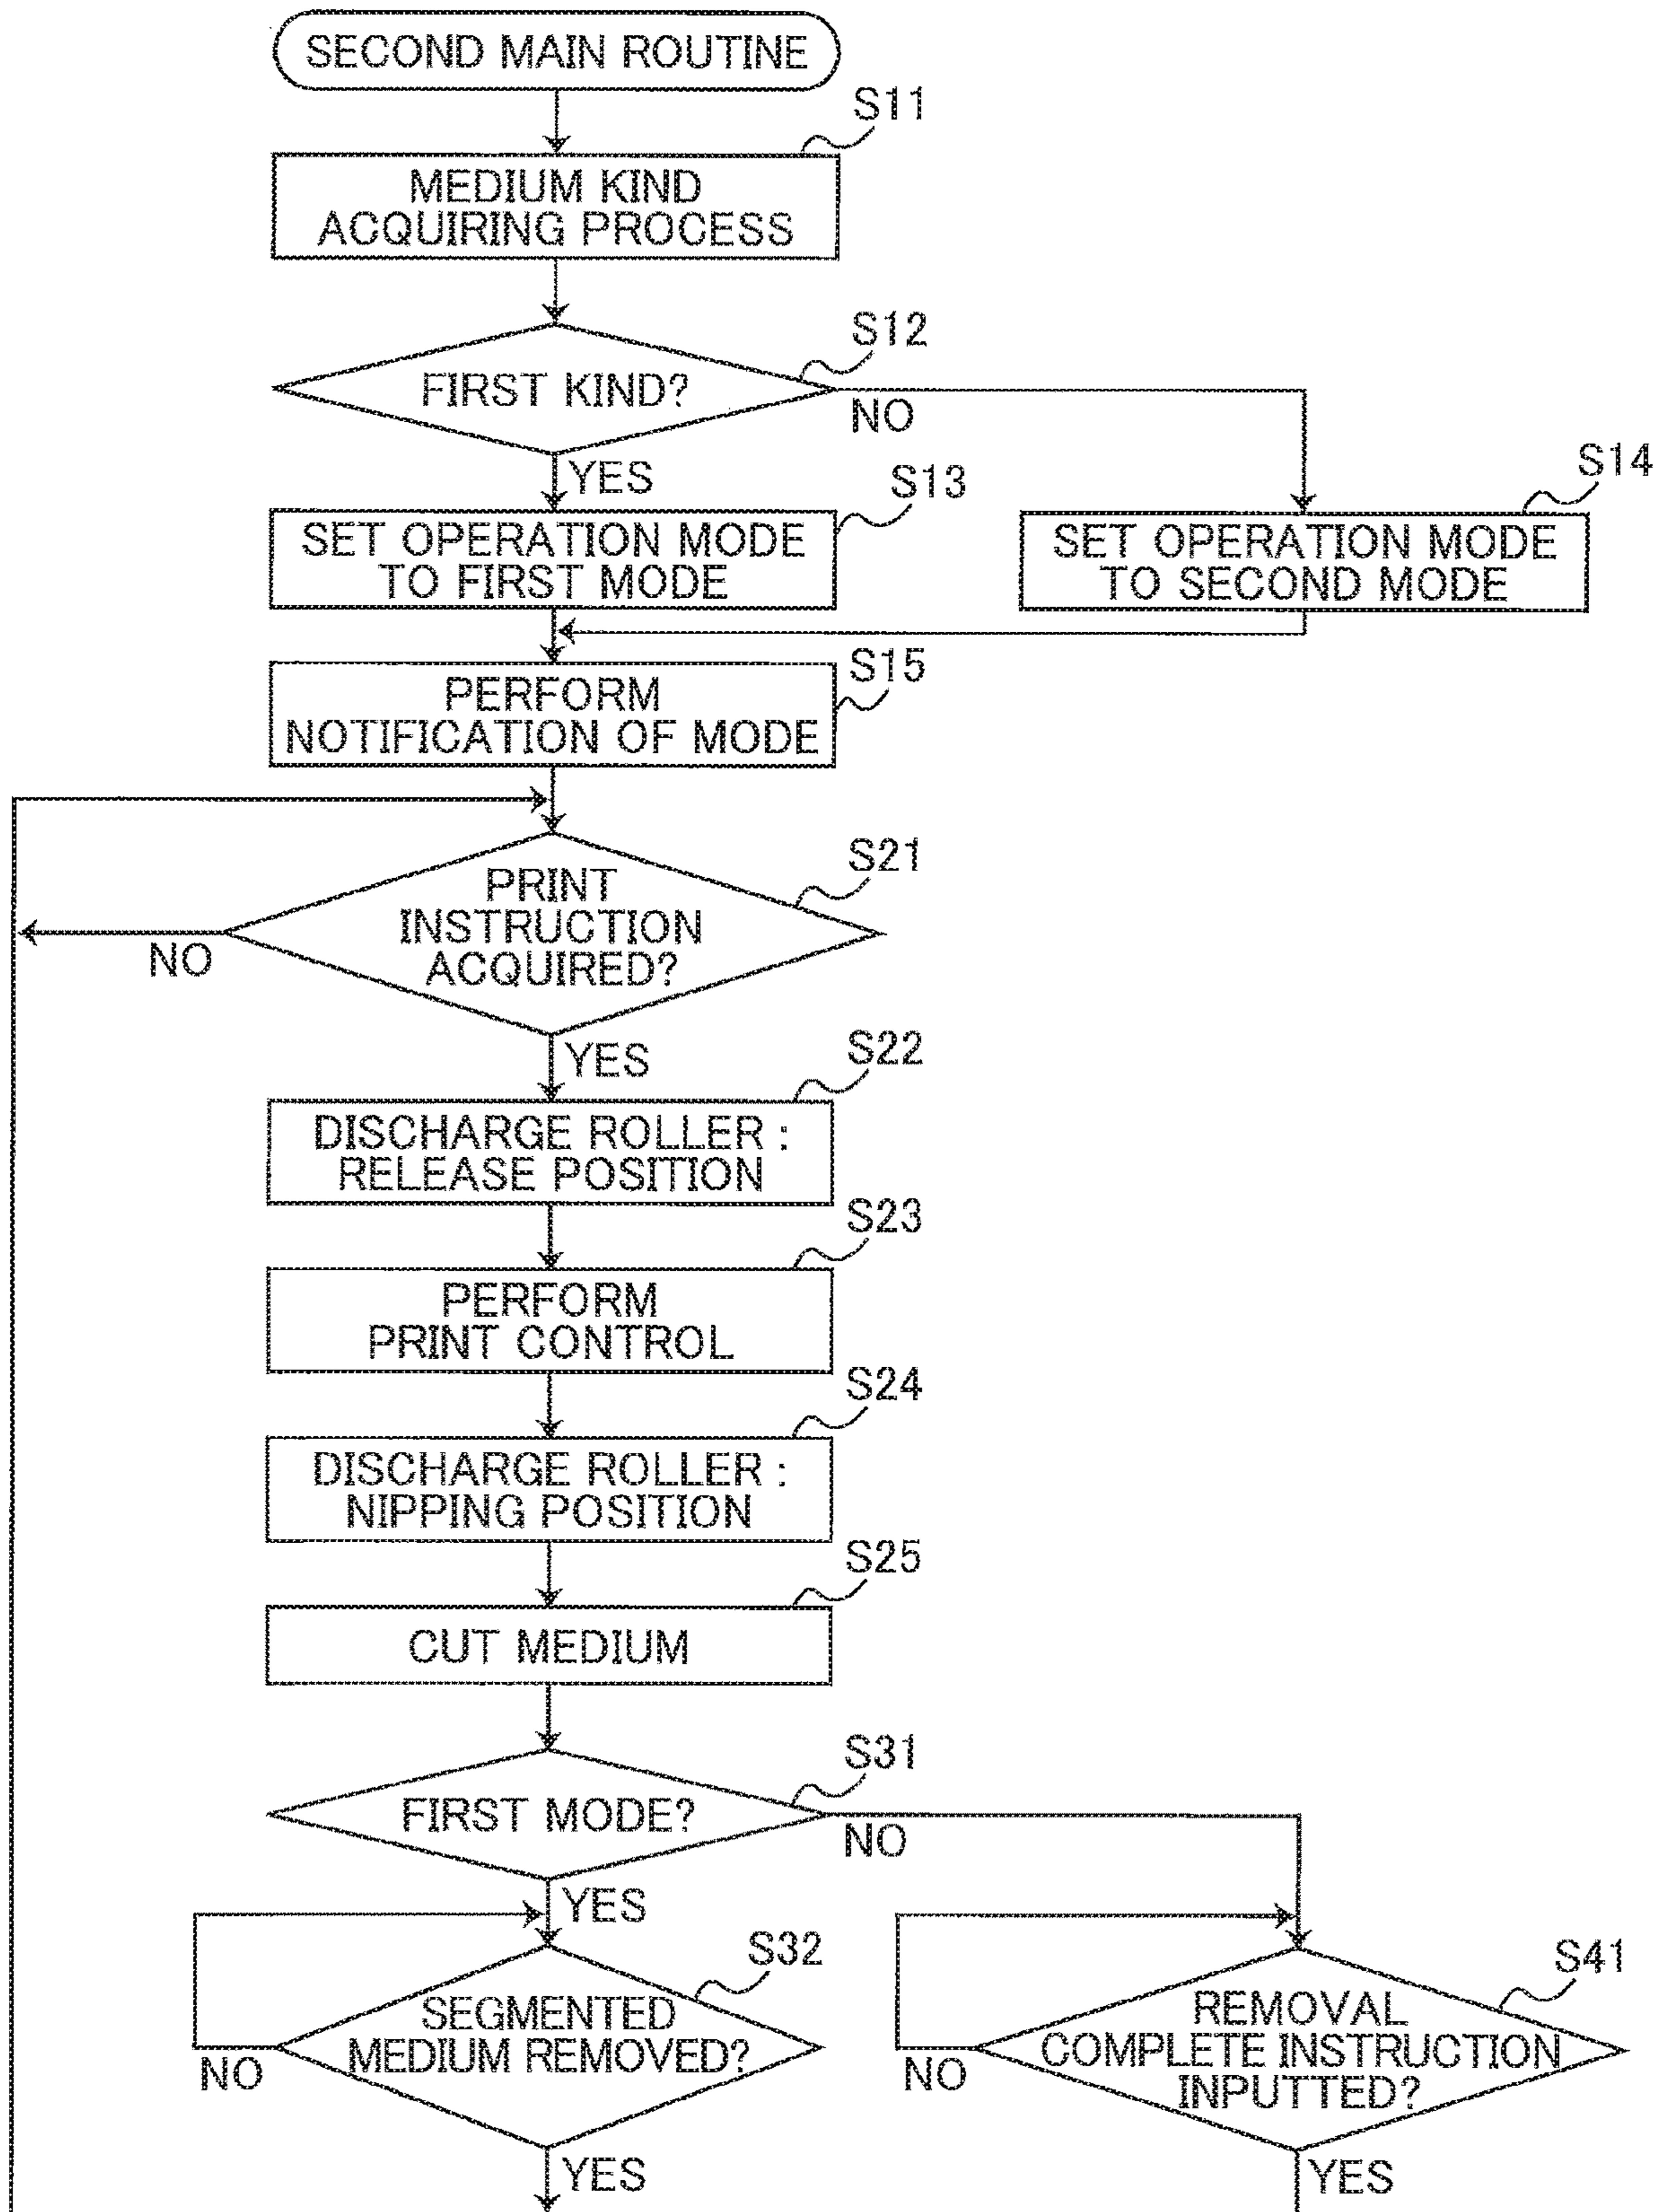 SECOND MAIN ROUTINE
S11
MEDIUM KIND
ACQUIRING PROCESS
S12
FIRST KIND?
NO
YES
S13
SET OPERATION MODE
TO FIRST MODE
S14
SET OPERATION MODE
TO SECOND MODE
S15
PERFORM
NOTIFICATION OF MODE
S21
PRINT
INSTRUCTION
ACQUIRED?
NO
YES
S22
DISCHARGE ROLLER :
RELEASE POSITION
S23
PERFORM
PRINT CONTROL
S24
DISCHARGE ROLLER :
NIPPING POSITION
S25
CUT MEDIUM
S31
FIRST MODE?
NO
YES
S32
SEGMENTED
MEDIUM REMOVED?
NO
YES
S41
REMOVAL
COMPLETE INSTRUCTION
INPUTTED?
NO
YES